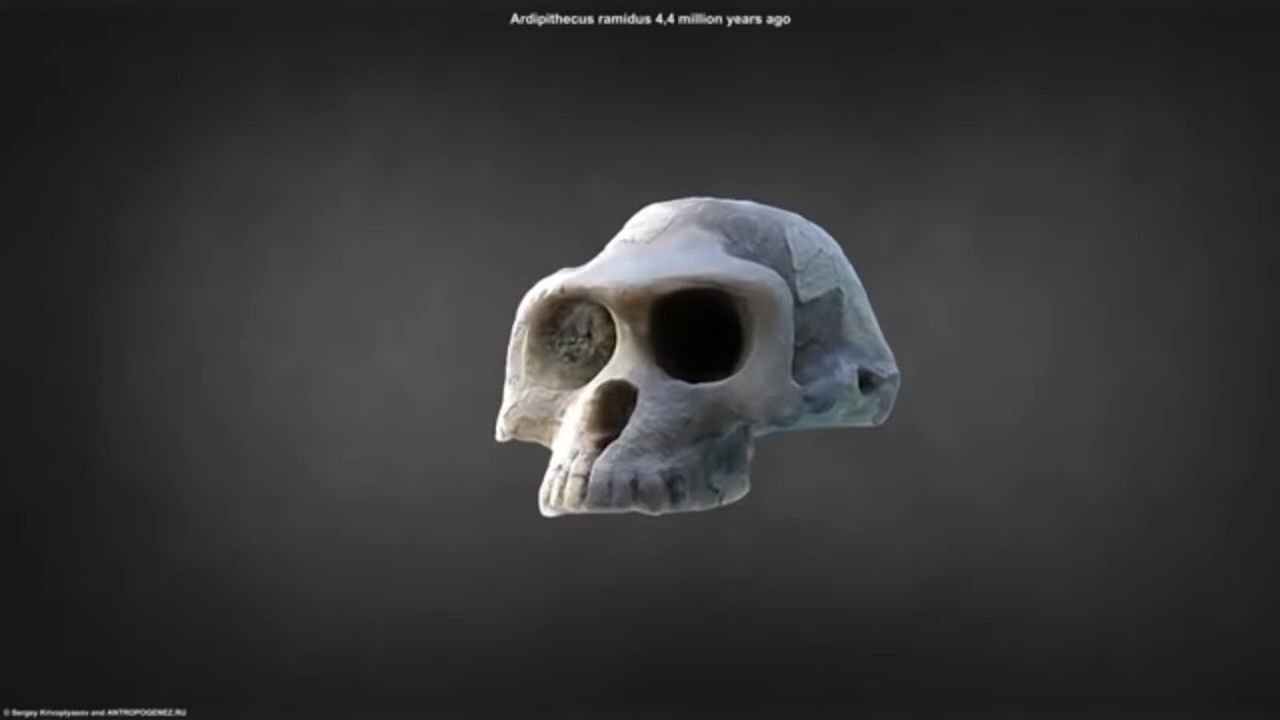 Ardipithecus ramidus 4,4 million years ago
© Sergey Krivoplyasov and ANTROPOGENEZ.RU